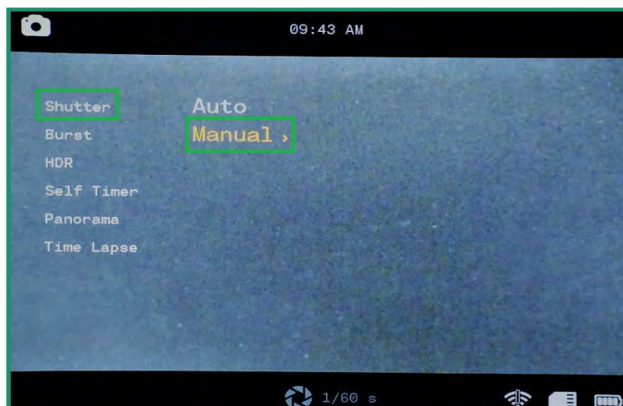 09:43 AM
Shutter
Burst
HDR
Self Timer
Panorama
Time Lapse
Auto
Manual ›
1/60 s